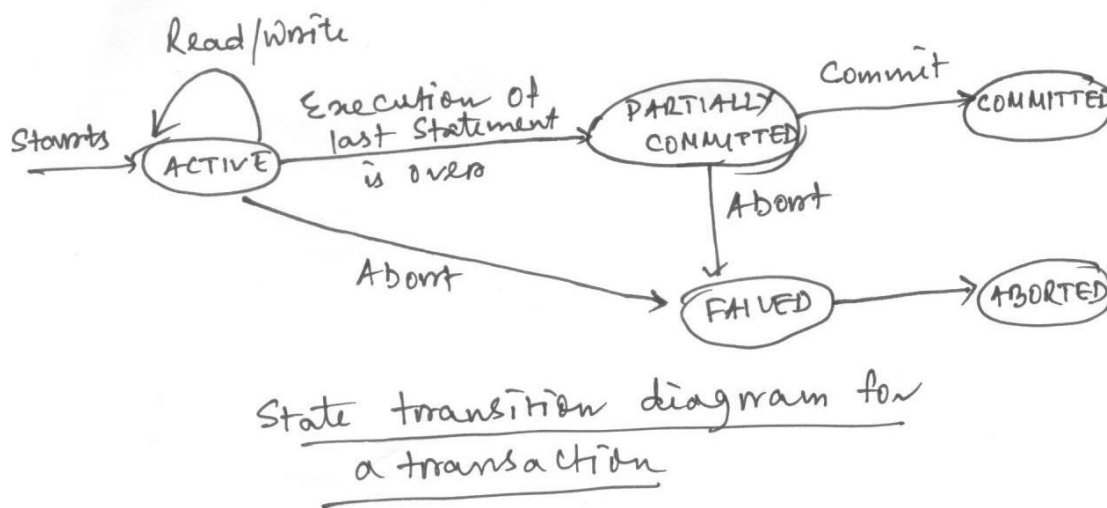 Read/Write
Starts
ACTIVE
Execution of
last Statement
is over
PARTIALLY
COMMITTED
Commit
COMMITTED
Abort
Abort
FAILED
ABORTED
State transition diagram for
a transaction